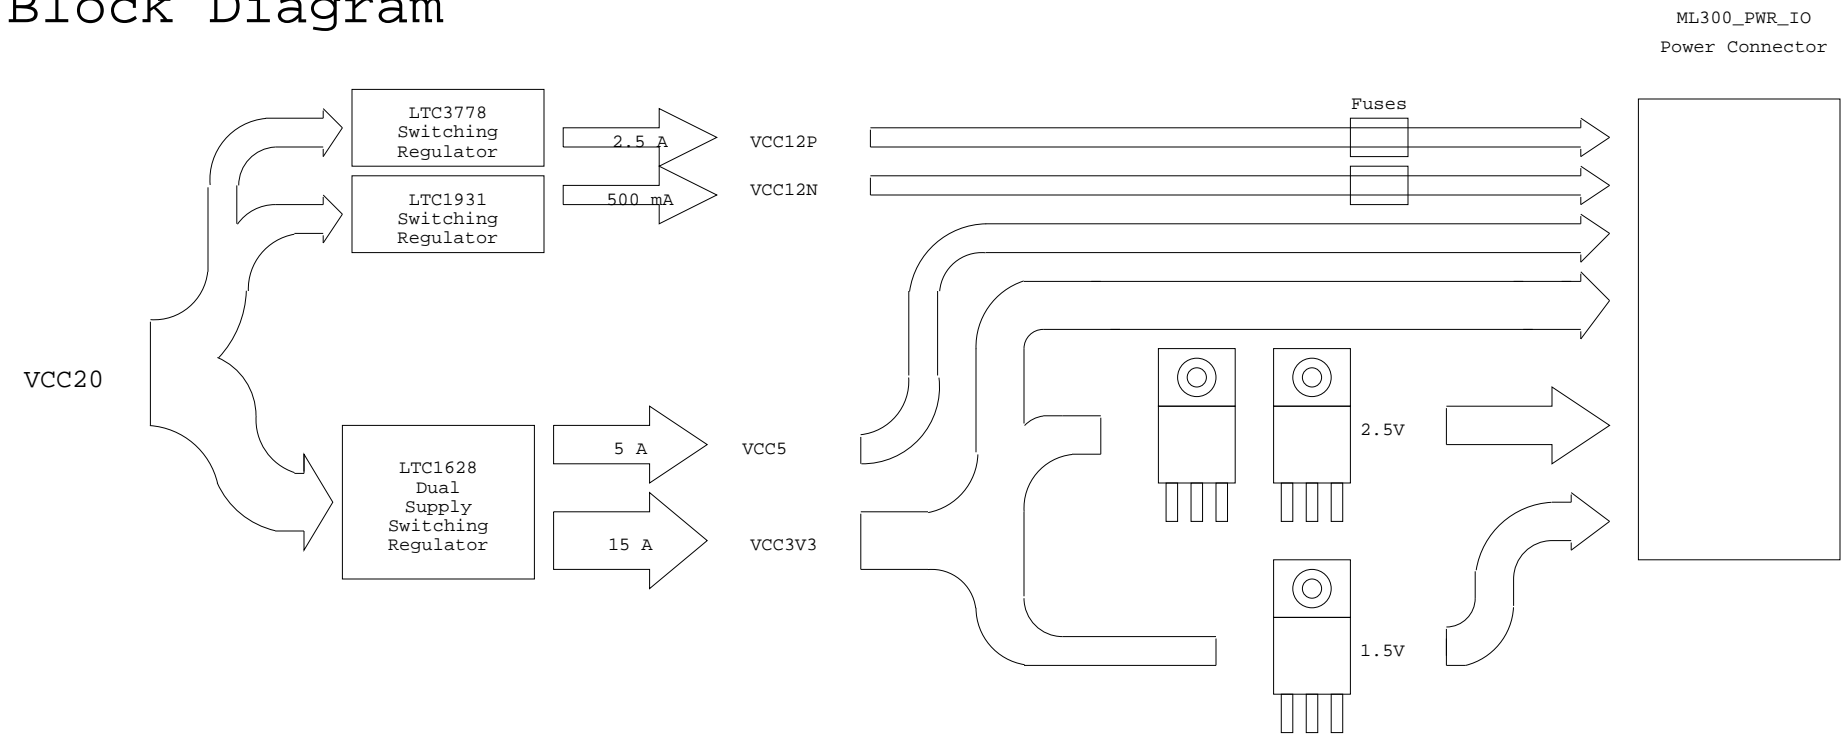 Block Diagram
ML300_PWR_IO
Power Connector
LTC3778
Switching
Regulator
2.5 A
VCC12P
Fuses
LTC1931
Switching
Regulator
500 mA
VCC12N
VCC20
LTC1628
Dual
Supply
Switching
Regulator
5 A
VCC5
15 A
VCC3V3
2.5V
1.5V